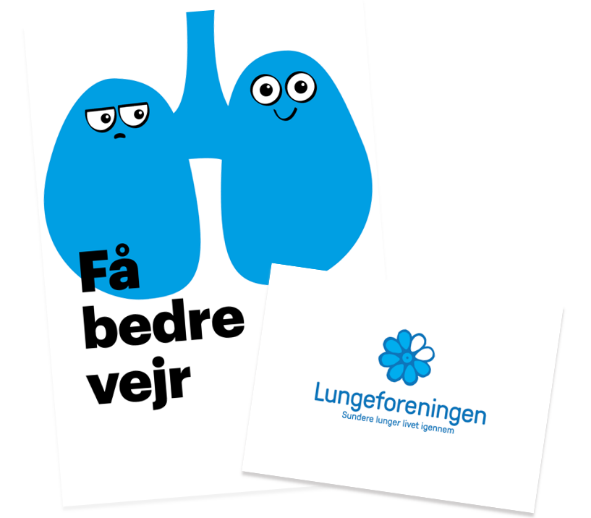 Få
bedre
vejr
Lungeforeningen
Sundere lunger livet igennem